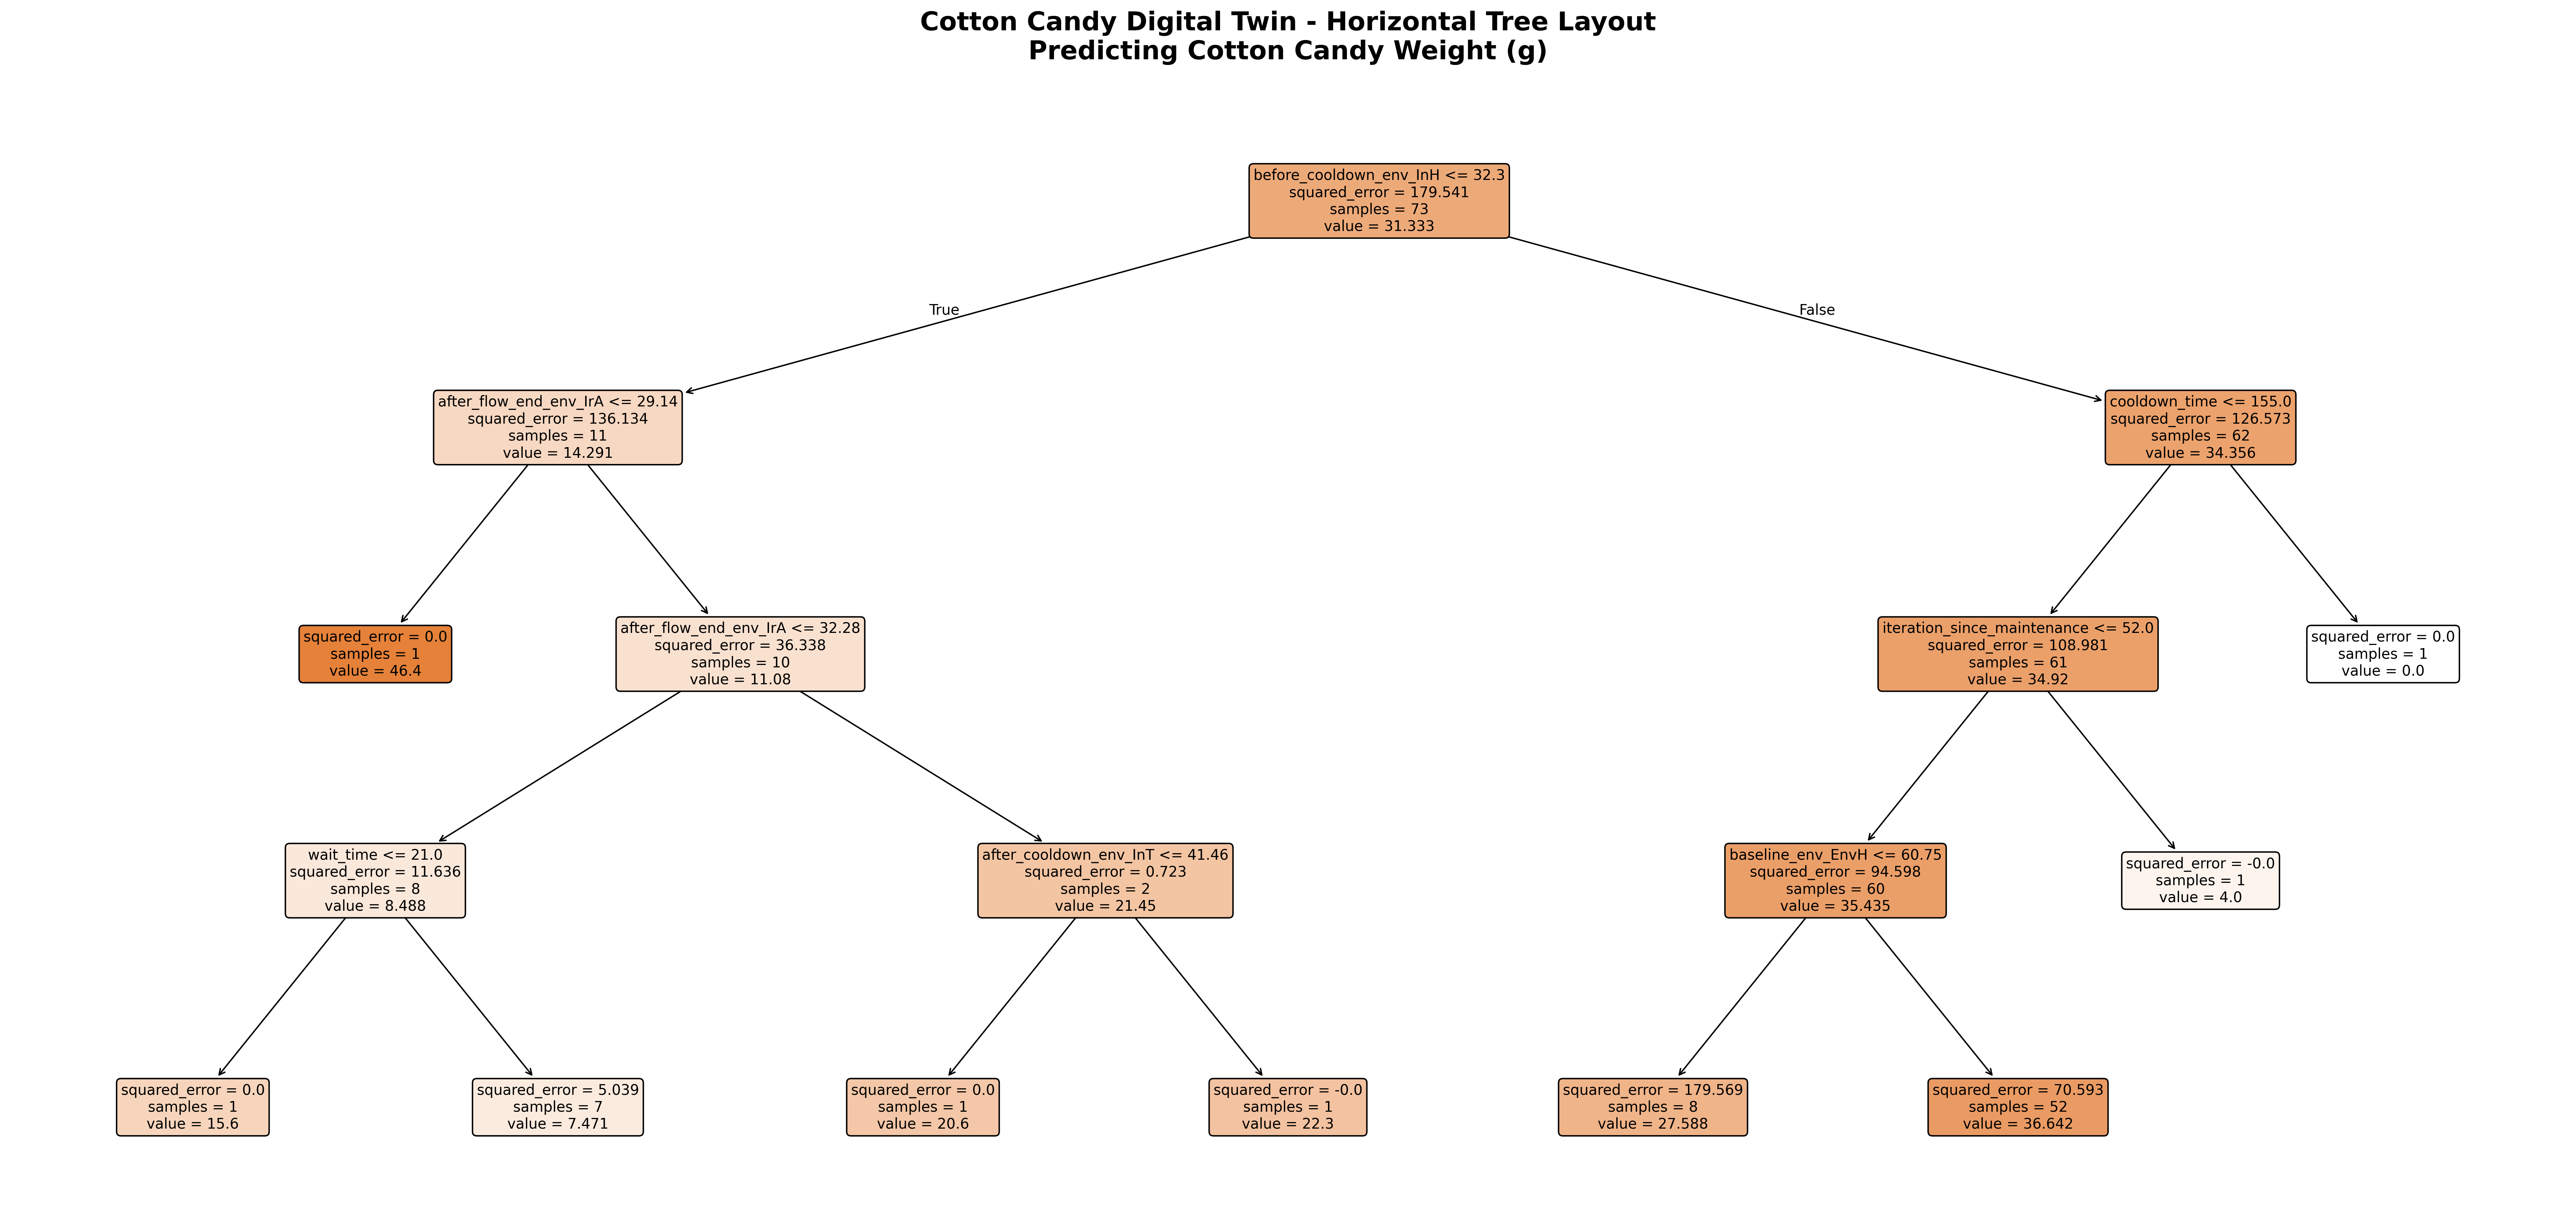 Cotton Candy Digital Twin - Horizontal Tree Layout
Predicting Cotton Candy Weight (g)
before_cooldown_env_InH <= 32.3
squared_error = 179.541
samples = 73
value = 31.333
True
False
after_flow_end_env_IrA <= 29.14
squared_error = 136.134
samples = 11
value = 14.291
cooldown_time <= 155.0
squared_error = 126.573
samples = 62
value = 34.356
squared_error = 0.0
samples = 1
value = 46.4
after_flow_end_env_IrA <= 32.28
squared_error = 36.338
samples = 10
value = 11.08
iteration_since_maintenance <= 52.0
squared_error = 108.981
samples = 61
value = 34.92
squared_error = 0.0
samples = 1
value = 0.0
wait_time <= 21.0
squared_error = 11.636
samples = 8
value = 8.488
after_cooldown_env_InT <= 41.46
squared_error = 0.723
samples = 2
value = 21.45
baseline_env_EnvH <= 60.75
squared_error = 94.598
samples = 60
value = 35.435
squared_error = -0.0
samples = 1
value = 4.0
squared_error = 0.0
samples = 1
value = 15.6
squared_error = 5.039
samples = 7
value = 7.471
squared_error = 0.0
samples = 1
value = 20.6
squared_error = -0.0
samples = 1
value = 22.3
squared_error = 179.569
samples = 8
value = 27.588
squared_error = 70.593
samples = 52
value = 36.642